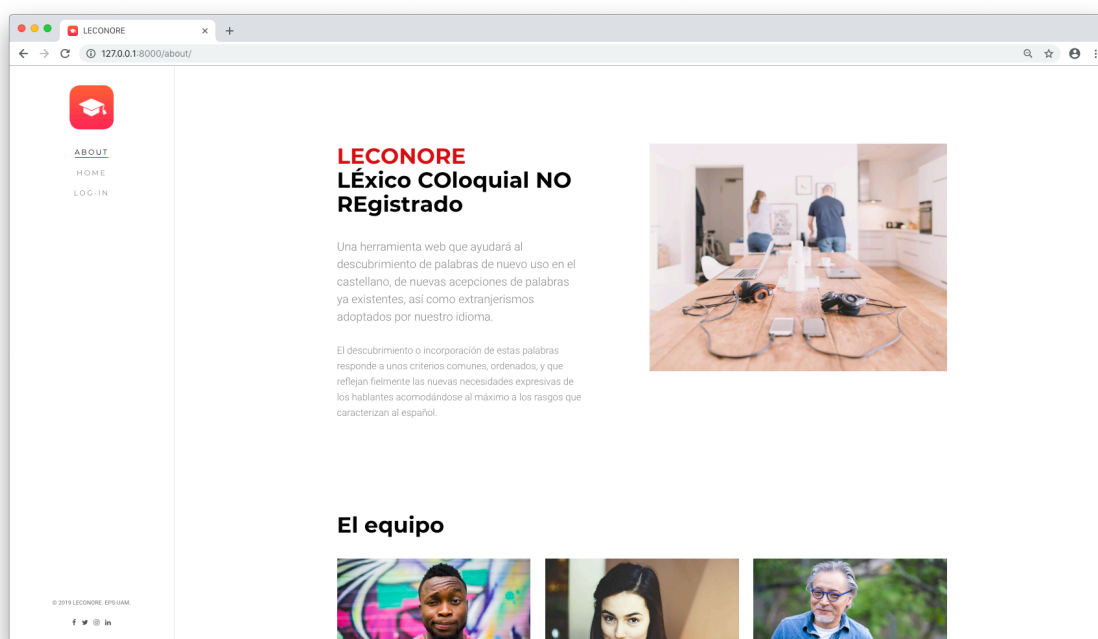 LECONORE
127.0.0.1:8000/about/
ABOUT
HOME
LOG-IN
LECONORE
LÉxico COloquial NO
REgistrado
Una herramienta web que ayudará al
descubrimiento de palabras de nuevo uso en el
castellano, de nuevas acepciones de palabras
ya existentes, así como extranjerismos
adoptados por nuestro idioma.
El descubrimiento o incorporación de estas palabras
responde a unos criterios comunes, ordenados, y que
reflejan fielmente las nuevas necesidades expresivas de
los hablantes acomodándose al máximo a los rasgos que
caracterizan al español.
El equipo
© 2019 LECONORE. EPS-UAM.